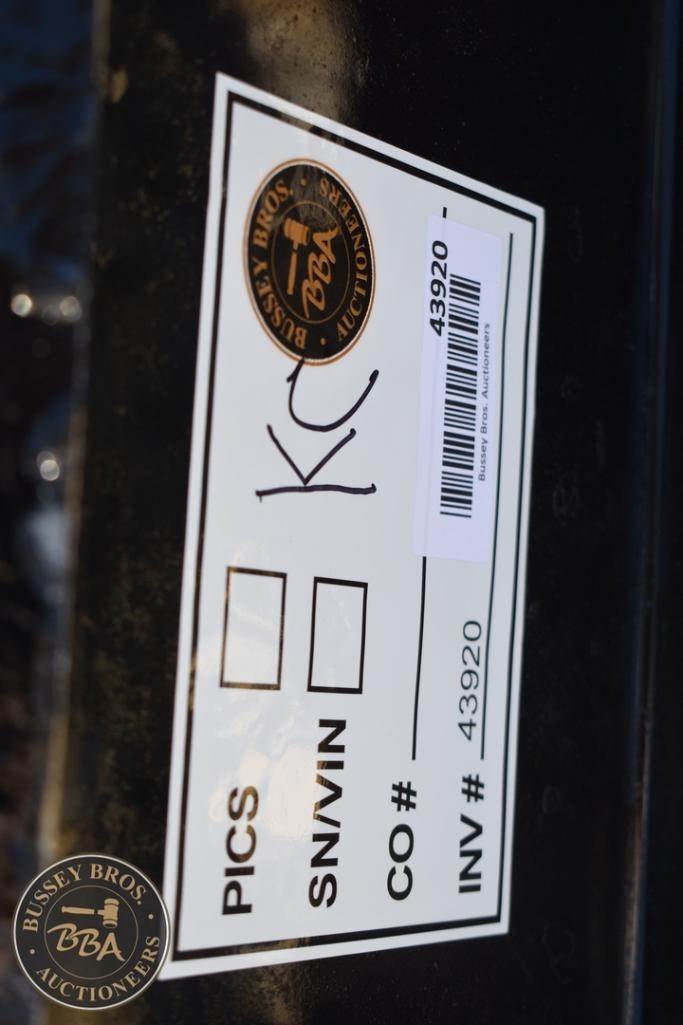 PICS
KC
BUSSEY BROS.
BBA
AUCTIONEERS
SN/VIN
CO #
43920
Bussey Bros. Auctioneers
INV # 43920
BUSSEY BROS.
BBA
AUCTIONEERS